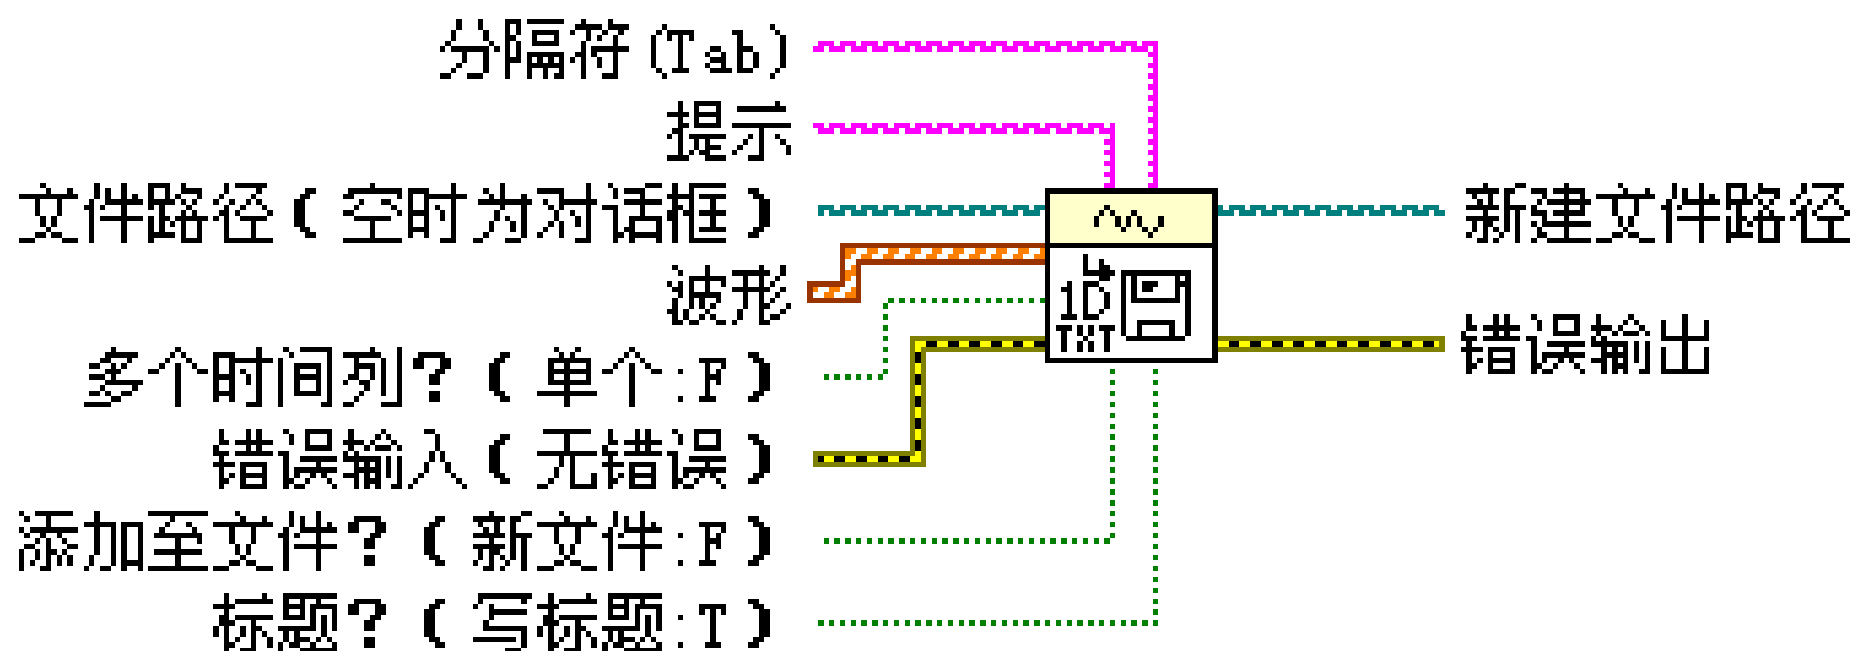 分隔符(Tab)
提示
文件路径(空时为对话框)
新建文件路径
波形
1D
TXT
多个时间列?(单个:F)
错误输出
错误输入(无错误)
添加至文件?(新文件:F)
标题?(写标题:T)